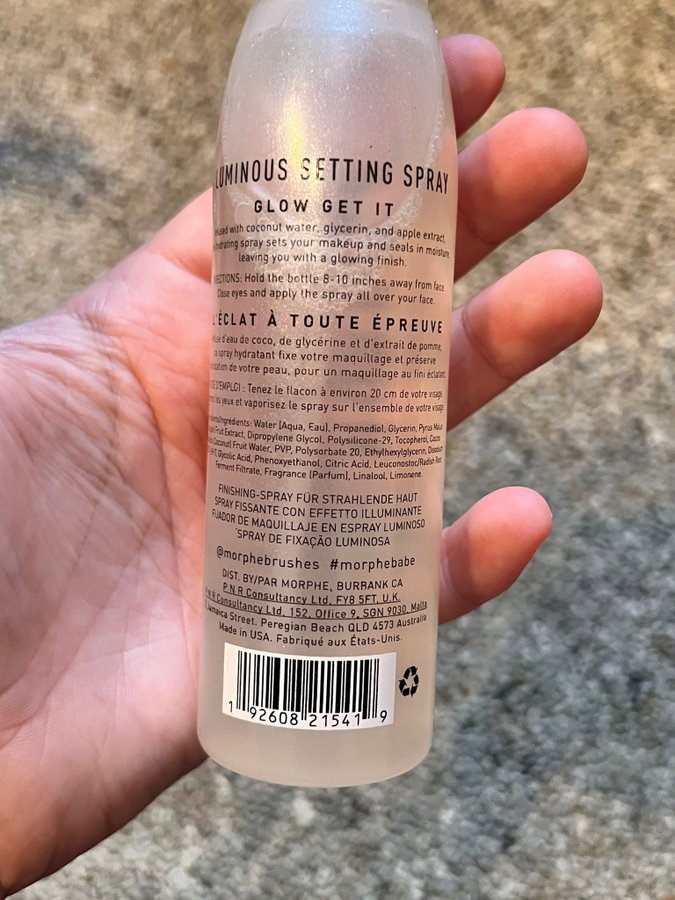 LUMINOUS SETTING SPRAY
GLOW GET IT
with coconut water, glycerin, and apple extract,
hydrating spray sets your makeup and seals in moisture,
leaving you with a glowing finish.
Hold the bottle 8-10 inches away from face.
Close eyes and apply the spray all over your face.
L'ÉCLAT À TOUTE ÉPREUVE
d'eau de coco, de glycérine et d'extrait de pomme,
spray hydratant fixe votre maquillage et préserve
de votre peau, pour un maquillage au fini éclatant.
D'EMPLOI : Tenez le flacon à environ 20 cm de votre visage.
les yeux et vaporisez le spray sur l'ensemble de votre visage.
Water (Aqua, Eau), Propanediol, Glycerin, Pyrus Malus
Fruit Extract, Dipropylene Glycol, Polysilicone-29, Tocopherol, Cocos
(Coconut) Fruit Water, PVP, Polysorbate 20, Ethylhexylglycerin, Disodium
Glycolic Acid, Phenoxyethanol, Citric Acid, Leuconostoc/Radish Root
Ferment Filtrate, Fragrance (Parfum), Linalool, Limonene.
FINISHING-SPRAY FÜR STRAHLENDE HAUT
SPRAY FISSANTE CON EFFETTO ILLUMINANTE
FIJADOR DE MAQUILLAJE EN ESPRAY LUMINOSO
SPRAY DE FIXAÇÃO LUMINOSA
@morphebrushes #morphebabe
DIST. BY/PAR MORPHE, BURBANK CA
P N R Consultancy Ltd, FY8 5FT, U.K.
R Consultancy Ltd, 152, Office 9, SGN 9030, Malta
Jamaica Street. Peregian Beach QLD 4573 Australia
Made in USA. Fabriqué aux États-Unis.
1 92608 21541 9